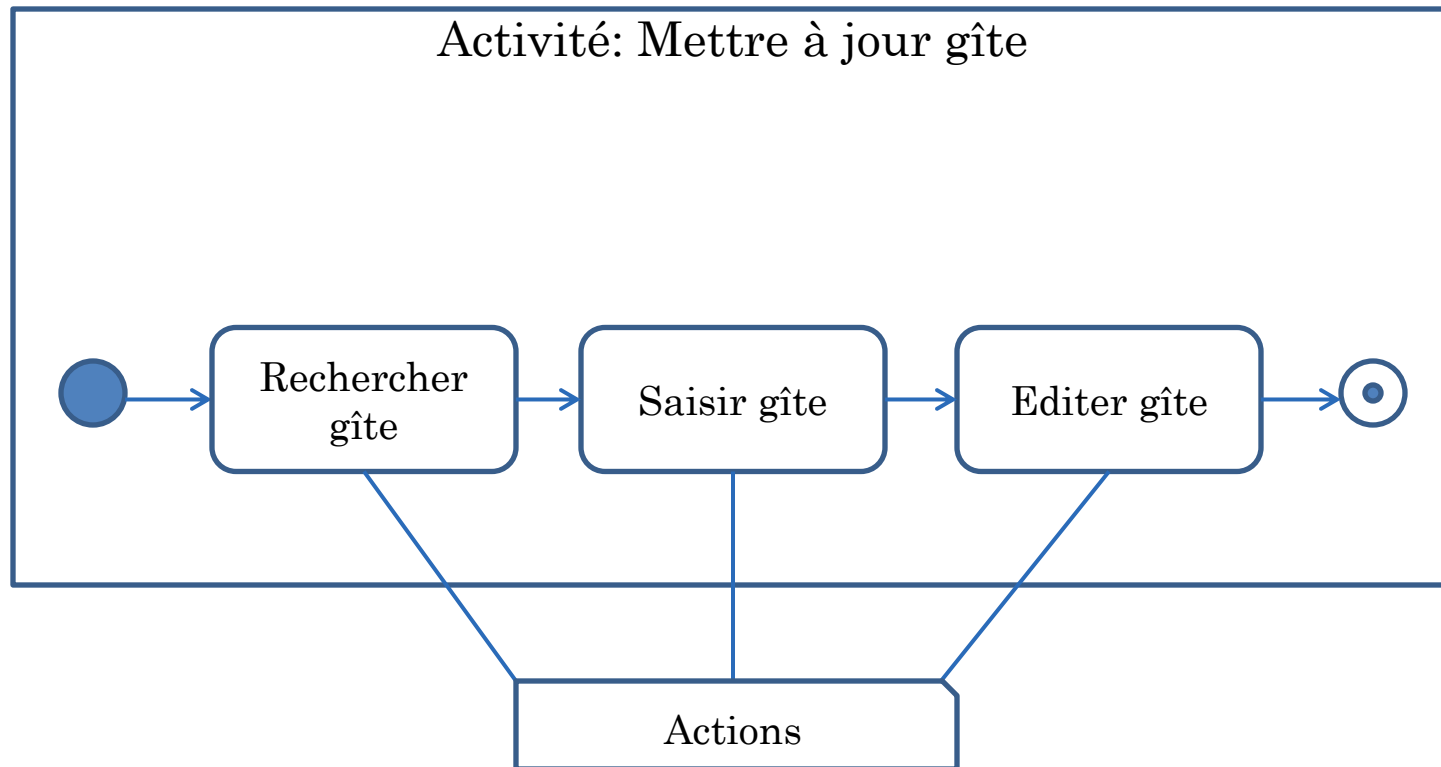 Activité: Mettre à jour gîte
Rechercher
gîte
Saisir gîte
Editer gîte
Actions